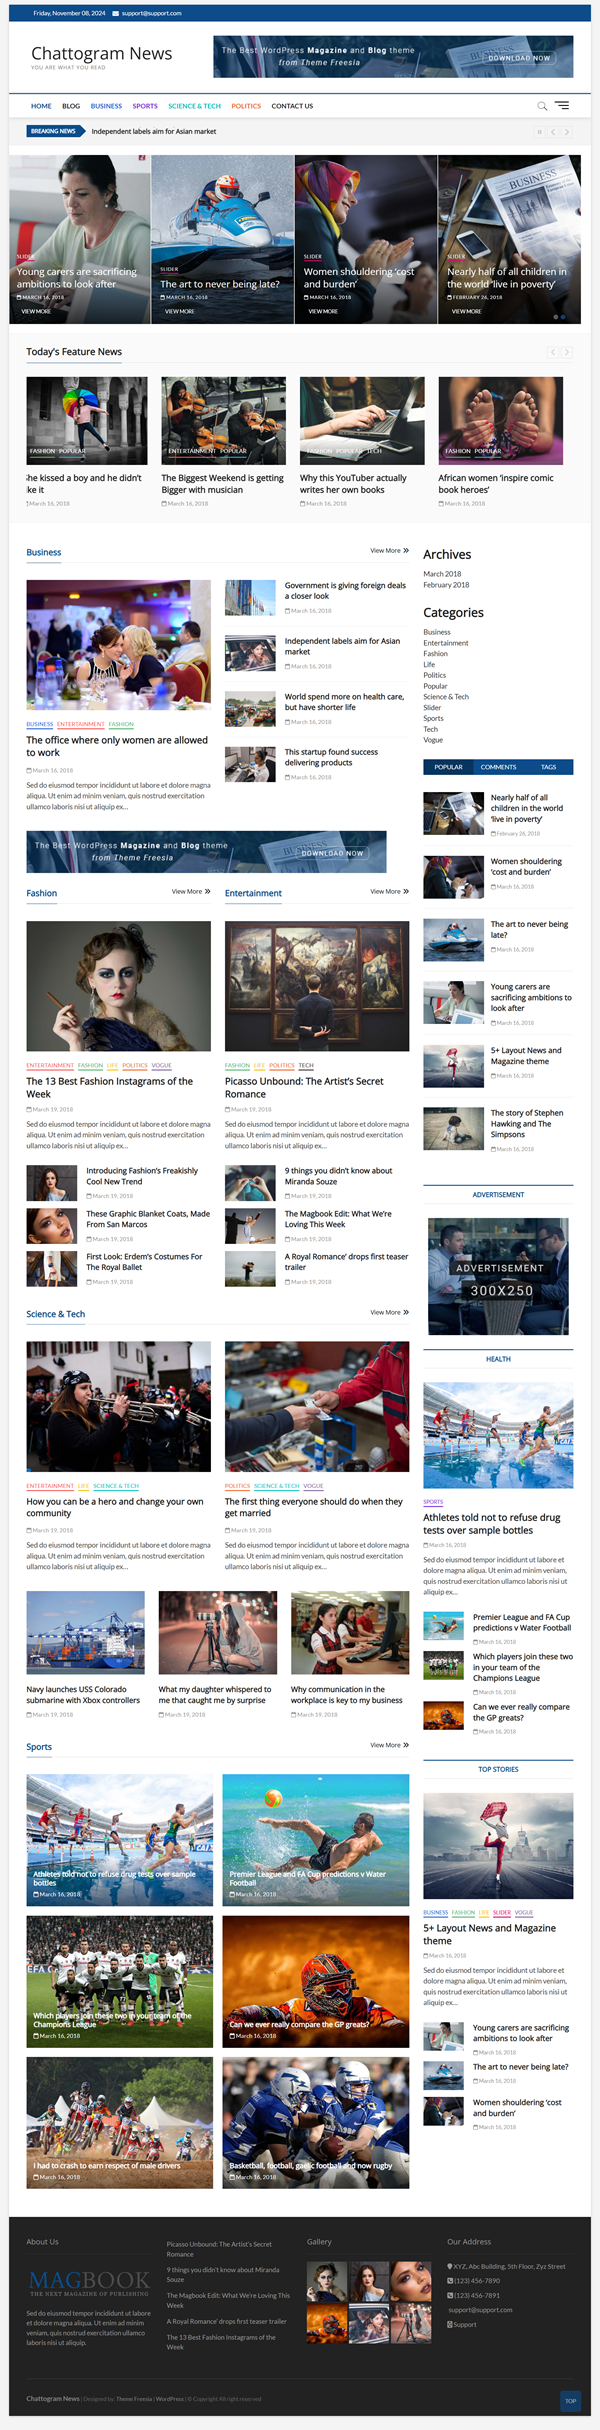 Friday, November 08, 2024 support@support.com
Chattogram News
YOU ARE WHAT YOU READ
The Best WordPress Magazine and Blog theme
from Theme Freesia
DOWNLOAD NOW
HOME BLOG BUSINESS SPORTS SCIENCE & TECH POLITICS CONTACT US
BREAKING NEWS Independent labels aim for Asian market
BUSINESS
SLIDER
Young carers are sacrificing
ambitions to look after
MARCH 16, 2018
VIEW MORE
SLIDER
The art to never being late?
MARCH 16, 2018
VIEW MORE
SLIDER
Women shouldering ‘cost
and burden’
MARCH 16, 2018
VIEW MORE
SLIDER
Nearly half of all children in
the world ‘live in poverty’
FEBRUARY 26, 2018
VIEW MORE
Today's Feature News
FASHION POPULAR
She kissed a boy and he didn’t
like it
March 16, 2018
ENTERTAINMENT POPULAR
The Biggest Weekend is getting
Bigger with musician
March 16, 2018
FASHION POPULAR TECH
Why this YouTuber actually
writes her own books
March 16, 2018
FASHION POPULAR
African women ‘inspire comic
book heroes’
March 16, 2018
Business
View More
BUSINESS ENTERTAINMENT FASHION
The office where only women are allowed
to work
March 16, 2018
Sed do eiusmod tempor incididunt ut labore et dolore magna
aliqua. Ut enim ad minim veniam, quis nostrud exercitation
ullamco laboris nisi ut aliquip ex...
Government is giving foreign deals
a closer look
March 16, 2018
Independent labels aim for Asian
market
March 16, 2018
World spend more on health care,
but have shorter life
March 16, 2018
This startup found success
delivering products
March 16, 2018
The Best WordPress Magazine and Blog theme
from Theme Freesia
DOWNLOAD NOW
Fashion
View More
ENTERTAINMENT FASHION LIFE POLITICS VOGUE
The 13 Best Fashion Instagrams of the
Week
March 19, 2018
Sed do eiusmod tempor incididunt ut labore et dolore magna
aliqua. Ut enim ad minim veniam, quis nostrud exercitation
ullamco laboris nisi ut aliquip ex...
Introducing Fashion’s Freakishly
Cool New Trend
March 19, 2018
These Graphic Blanket Coats, Made
From San Marcos
March 19, 2018
First Look: Erdem’s Costumes For
The Royal Ballet
March 19, 2018
Entertainment
View More
FASHION LIFE POLITICS TECH
Picasso Unbound: The Artist’s Secret
Romance
March 19, 2018
Sed do eiusmod tempor incididunt ut labore et dolore magna
aliqua. Ut enim ad minim veniam, quis nostrud exercitation
ullamco laboris nisi ut aliquip ex...
9 things you didn’t know about
Miranda Souze
March 19, 2018
The Magbook Edit: What We’re
Loving This Week
March 19, 2018
A Royal Romance’ drops first teaser
trailer
March 19, 2018
Science & Tech
View More
ENTERTAINMENT LIFE SCIENCE & TECH
How you can be a hero and change your own
community
March 19, 2018
Sed do eiusmod tempor incididunt ut labore et dolore magna
aliqua. Ut enim ad minim veniam, quis nostrud exercitation
ullamco laboris nisi ut aliquip ex...
POLITICS SCIENCE & TECH VOGUE
The first thing everyone should do when they
get married
March 19, 2018
Sed do eiusmod tempor incididunt ut labore et dolore magna
aliqua. Ut enim ad minim veniam, quis nostrud exercitation
ullamco laboris nisi ut aliquip ex...
Navy launches USS Colorado
submarine with Xbox controllers
March 19, 2018
What my daughter whispered to
me that caught me by surprise
March 19, 2018
Why communication in the
workplace is key to my business
March 19, 2018
Sports
View More
Athletes told not to refuse drug tests over sample
bottles
March 16, 2018
Premier League and FA Cup predictions v Water
Football
March 16, 2018
Which players join these two in your team of the
Champions League
March 16, 2018
Can we ever really compare the GP greats?
March 16, 2018
I had to crash to earn respect of male drivers
March 16, 2018
Basketball, football, gaelic football and now rugby
March 16, 2018
Archives
March 2018
February 2018
Categories
Business
Entertainment
Fashion
Life
Politics
Popular
Science & Tech
Slider
Sports
Tech
Vogue
POPULAR COMMENTS TAGS
Nearly half of all
children in the world
‘live in poverty’
February 26, 2018
Women shouldering
‘cost and burden’
March 16, 2018
The art to never being
late?
March 16, 2018
Young carers are
sacrificing ambitions to
look after
March 16, 2018
5+ Layout News and
Magazine theme
March 16, 2018
The story of Stephen
Hawking and The
Simpsons
March 16, 2018
ADVERTISEMENT
ADVERTISEMENT
300X250
HEALTH
SPORTS
Athletes told not to refuse drug
tests over sample bottles
March 16, 2018
Sed do eiusmod tempor incididunt ut labore et
dolore magna aliqua. Ut enim ad minim veniam,
quis nostrud exercitation ullamco laboris nisi ut
aliquip ex...
Premier League and FA Cup
predictions v Water Football
March 16, 2018
Which players join these two
in your team of the
Champions League
March 16, 2018
Can we ever really compare
the GP greats?
March 16, 2018
TOP STORIES
BUSINESS FASHION LIFE SLIDER VOGUE
5+ Layout News and Magazine
theme
March 16, 2018
Sed do eiusmod tempor incididunt ut labore et
dolore magna aliqua. Ut enim ad minim veniam,
quis nostrud exercitation ullamco laboris nisi ut
aliquip ex...
Young carers are sacrificing
ambitions to look after
March 16, 2018
The art to never being late?
March 16, 2018
Women shouldering ‘cost
and burden’
March 16, 2018
About Us
MAGBOOK
THE NEXT MAGAZINE OF PUBLISHING
Sed do eiusmod tempor incididunt ut labore
et dolore magna aliqua. Ut enim ad minim
veniam, quis nostrud exercitation ullamco
laboris nisi ut aliquip.
Picasso Unbound: The Artist’s Secret
Romance
9 things you didn’t know about Miranda
Souze
The Magbook Edit: What We’re Loving This
Week
A Royal Romance’ drops first teaser trailer
The 13 Best Fashion Instagrams of the
Week
Gallery
Our Address
XYZ, Abc Building, 5th Floor, Zyz Street
(123) 456-7890
(123) 456-7891
support@support.com
Support
Chattogram News | Designed by: Theme Freesia | WordPress | © Copyright All right reserved
TOP